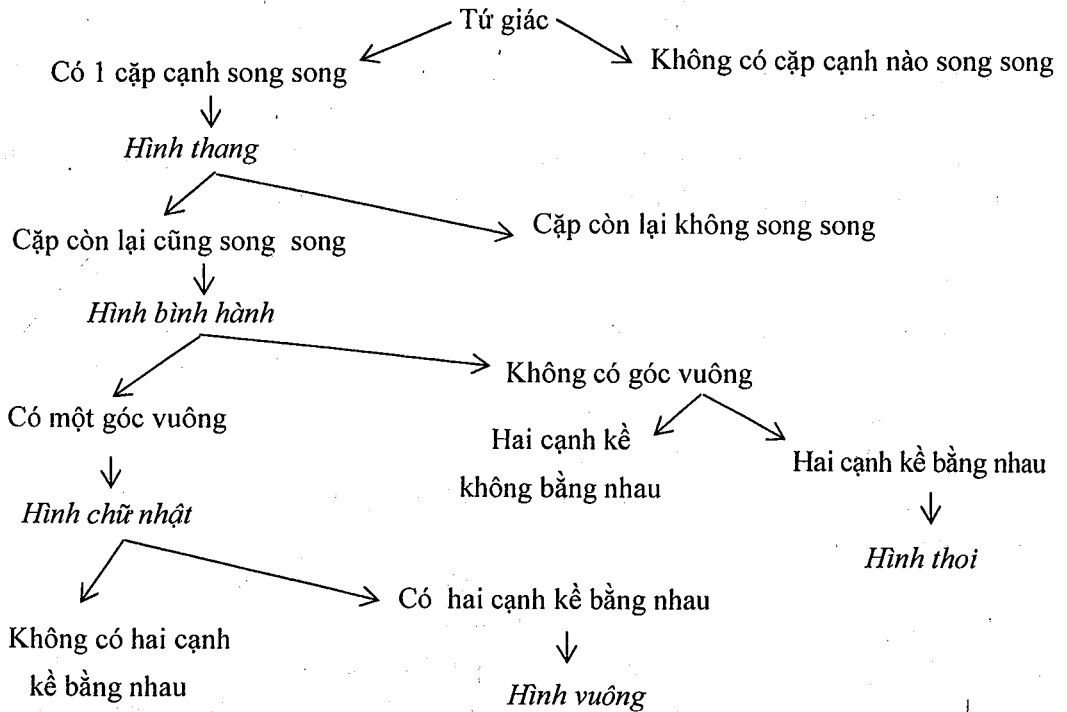 Tứ giác
Có 1 cặp cạnh song song
Không có cặp cạnh nào song song
Hình thang
Cặp còn lại cũng song song
Cặp còn lại không song song
Hình bình hành
Có một góc vuông
Không có góc vuông
Hai cạnh kề
không bằng nhau
Hai cạnh kề bằng nhau
Hình chữ nhật
Hình thoi
Không có hai cạnh
kề bằng nhau
Có hai cạnh kề bằng nhau
Hình vuông